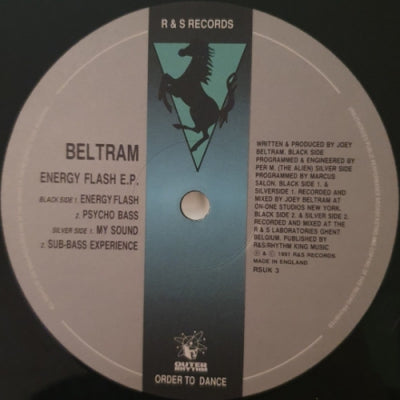 R & S RECORDS
BELTRAM
ENERGY FLASH E.P.
BLACK SIDE 1. ENERGY FLASH
2. PSYCHO BASS
SILVER SIDE 1. MY SOUND
2. SUB-BASS EXPERIENCE
WRITTEN & PRODUCED BY JOEY
BELTRAM. BLACK SIDE
PROGRAMMED & ENGINEERED BY
PER M. (THE ALIEN) SILVER SIDE
PROGRAMMED BY MARCUS
SALON. BLACK SIDE 1. &
SILVERSIDE 1. RECORDED AND
MIXED BY JOEY BELTRAM AT
ON-ONE STUDIOS NEW YORK.
BLACK SIDE 2. & SILVER SIDE 2.
RECORDED AND MIXED AT THE
R & S LABORATORIES GHENT
BELGIUM. PUBLISHED BY
R&S/RHYTHM KING MUSIC
℗ & © 1991 R&S RECORDS
MADE IN ENGLAND
RSUK 3
OUTER
RHYTHM
ORDER TO DANCE